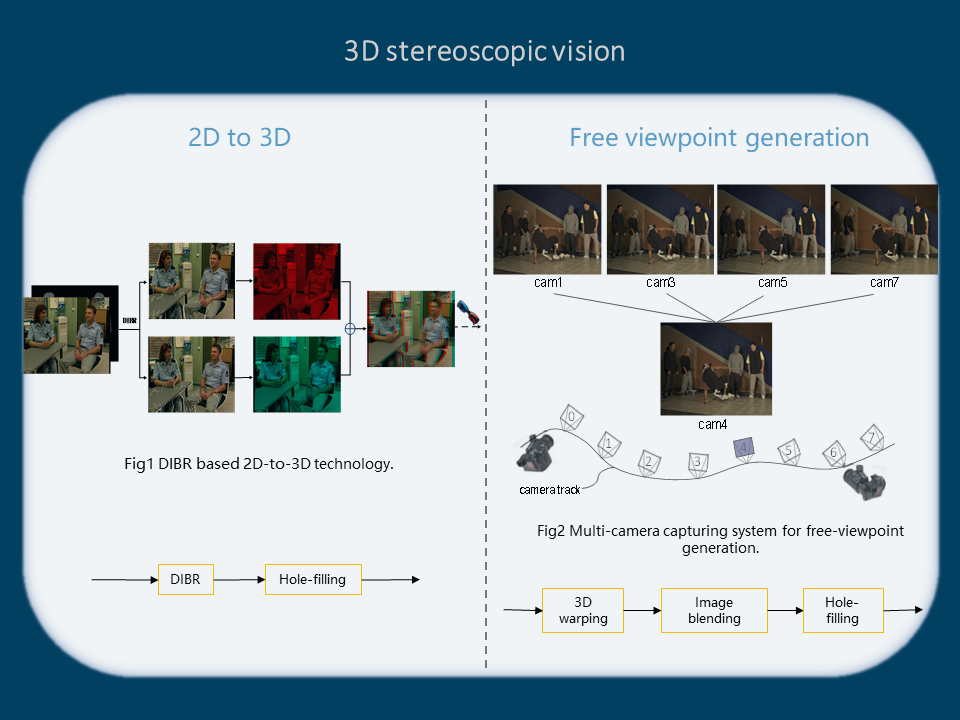 3D stereoscopic vision
2D to 3D
DIBR
Fig1 DIBR based 2D-to-3D technology.
DIBR
Hole-filling
Free viewpoint generation
cam1
cam3
cam5
cam7
cam4
0
1
2
3
4
5
6
7
camera track
Fig2 Multi-camera capturing system for free-viewpoint
generation.
3D
warping
Image
blending
Hole-
filling